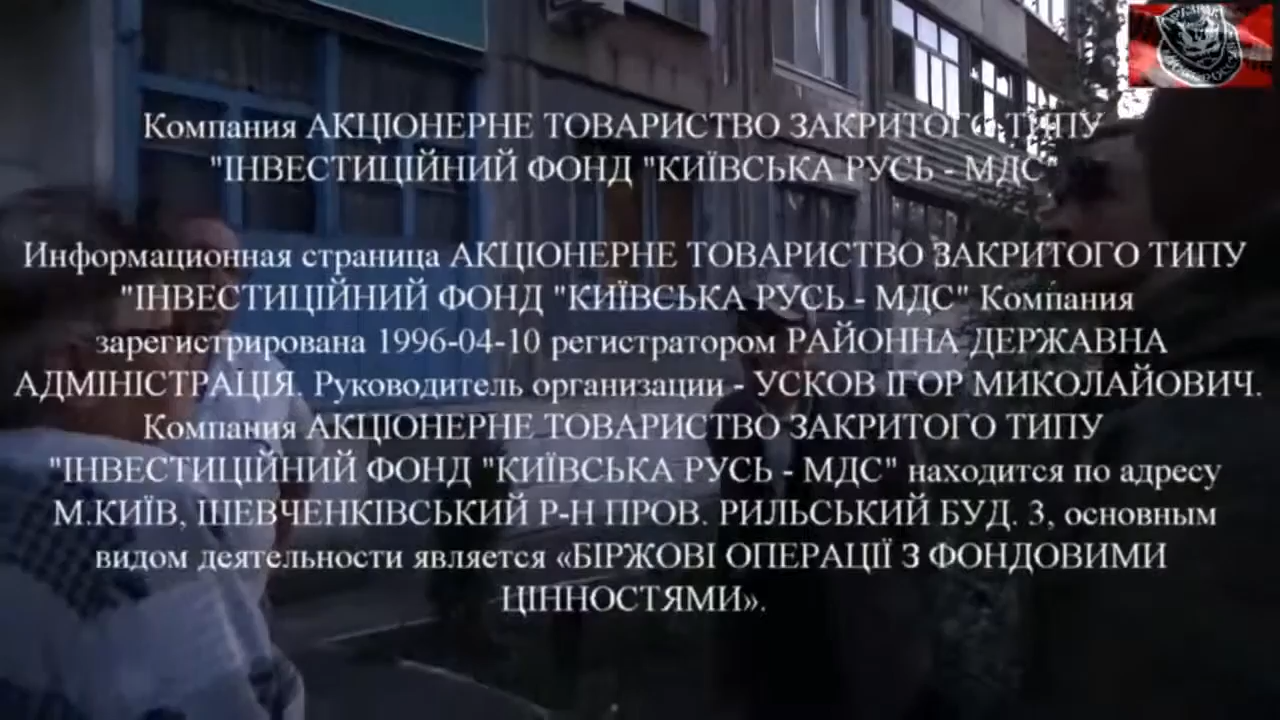 Компания АКЦІОНЕРНЕ ТОВАРИСТВО ЗАКРИТОГО ТИПУ
"ІНВЕСТИЦІЙНИЙ ФОНД "КИЇВСЬКА РУСЬ - МДС"
Информационная страница АКЦІОНЕРНЕ ТОВАРИСТВО ЗАКРИТОГО ТИПУ
"ІНВЕСТИЦІЙНИЙ ФОНД "КИЇВСЬКА РУСЬ - МДС" Компания
зарегистрирована 1996-04-10 регистратором РАЙОННА ДЕРЖАВНА
АДМІНІСТРАЦІЯ. Руководитель организации - УСКОВ ІГОР МИКОЛАЙОВИЧ.
Компания АКЦІОНЕРНЕ ТОВАРИСТВО ЗАКРИТОГО ТИПУ
"ІНВЕСТИЦІЙНИЙ ФОНД "КИЇВСЬКА РУСЬ - МДС" находится по адресу
М.КИЇВ, ШЕВЧЕНКІВСЬКИЙ Р-Н ПРОВ. РИЛЬСЬКИЙ БУД. 3, основным
видом деятельности является «БІРЖОВІ ОПЕРАЦІЇ З ФОНДОВИМИ
ЦІННОСТЯМИ».